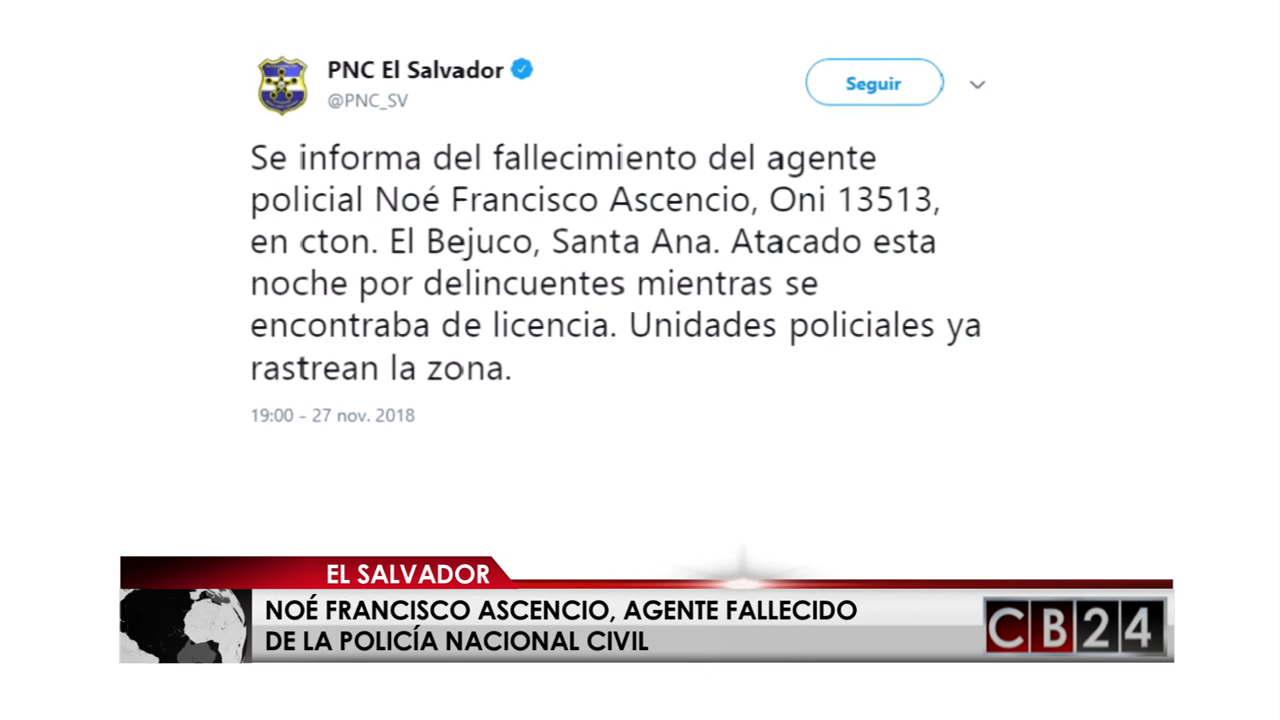 PNC El Salvador
@PNC_SV
Seguir
Se informa del fallecimiento del agente
policial Noé Francisco Ascencio, Oni 13513,
en cton. El Bejuco, Santa Ana. Atacado esta
noche por delincuentes mientras se
encontraba de licencia. Unidades policiales ya
rastrean la zona.
19:00 - 27 nov. 2018
EL SALVADOR
NOÉ FRANCISCO ASCENCIO, AGENTE FALLECIDO
DE LA POLICÍA NACIONAL CIVIL
CB24